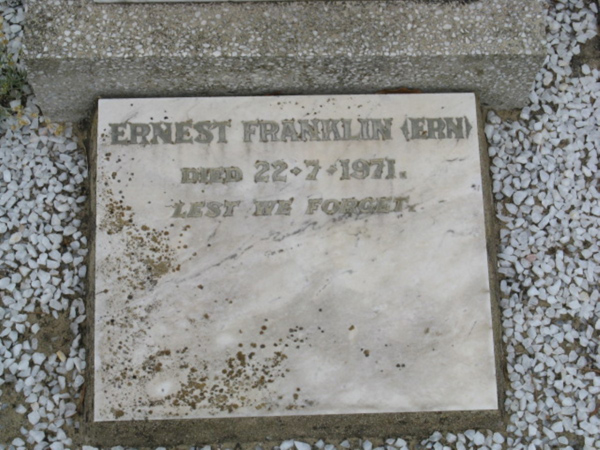 ERNEST FRANKLIN (ERN)
DIED 22·7·1971.
LEST WE FORGET.